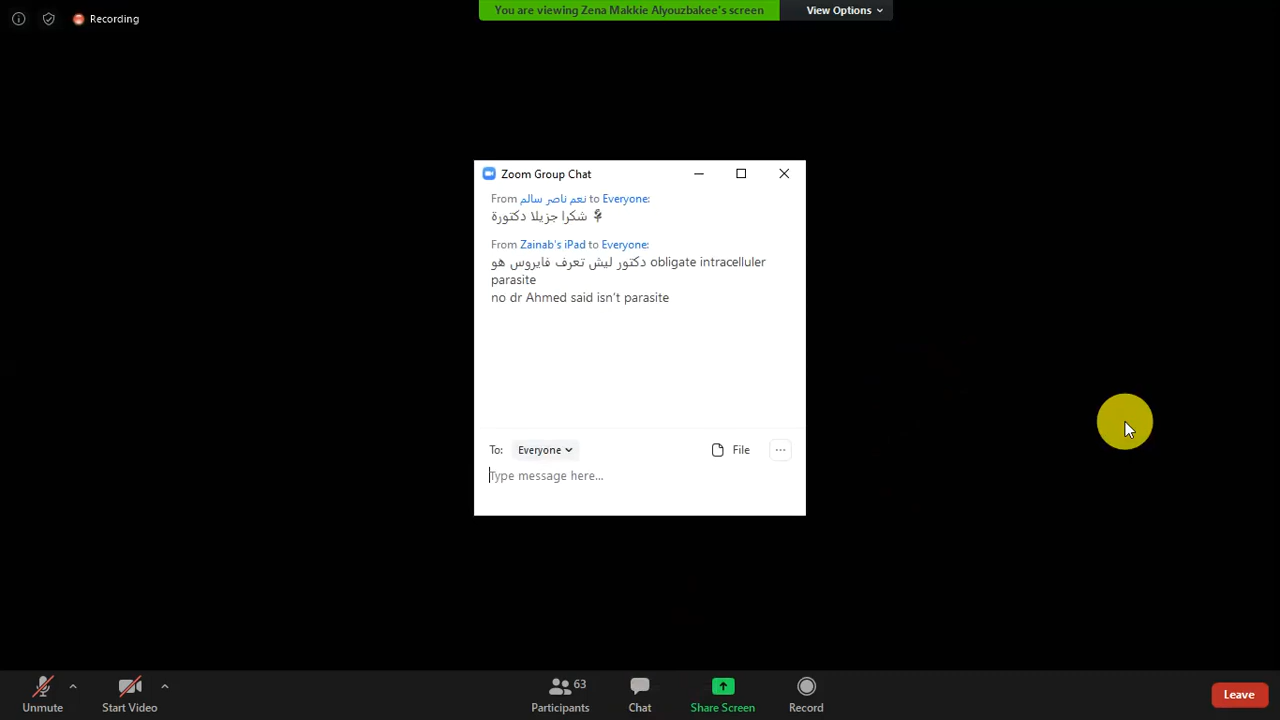 Recording
You are viewing Zena Makkie Alyouzbakee's screen
View Options
Zoom Group Chat
From نعم ناصر سالم to Everyone:
شكرا جزيلا دكتورة
From Zainab's iPad to Everyone:
دكتور ليش تعرف فايروس هو obligate intracelluler
parasite
no dr Ahmed said isn't parasite
To: Everyone
File
Type message here...
Unmute
Start Video
63
Participants
Chat
Share Screen
Record
Leave